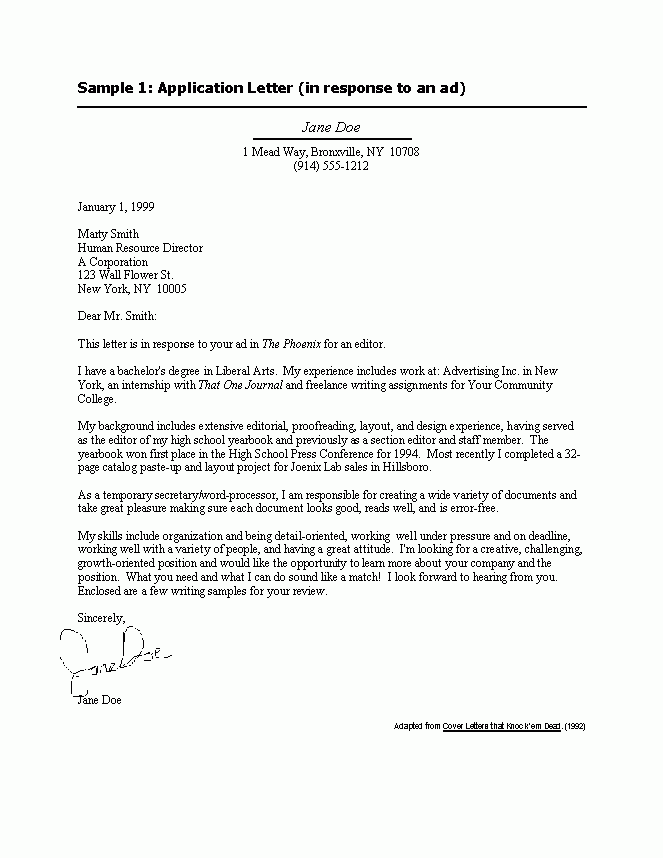 Sample 1: Application Letter (in response to an ad)
Jane Doe
1 Mead Way, Bronxville, NY  10708
(914) 555-1212
January 1, 1999
Marty Smith
Human Resource Director
A Corporation
123 Wall Flower St.
New York, NY  10005
Dear Mr. Smith:
This letter is in response to your ad in The Phoenix for an editor.
I have a bachelor's degree in Liberal Arts.  My experience includes work at: Advertising Inc. in New
York, an internship with That One Journal and freelance writing assignments for Your Community
College.
My background includes extensive editorial, proofreading, layout, and design experience, having served
as the editor of my high school yearbook and previously as a section editor and staff member.  The
yearbook won first place in the High School Press Conference for 1994.  Most recently I completed a 32-
page catalog paste-up and layout project for Joenix Lab sales in Hillsboro.
As a temporary secretary/word-processor, I am responsible for creating a wide variety of documents and
take great pleasure making sure each document looks good, reads well, and is error-free.
My skills include organization and being detail-oriented, working  well under pressure and on deadline,
working well with a variety of people, and having a great attitude.  I'm looking for a creative, challenging,
growth-oriented position and would like the opportunity to learn more about your company and the
position.  What you need and what I can do sound like a match!  I look forward to hearing from you.
Enclosed are a few writing samples for your review.
Sincerely,
Jane Doe
Jane Doe
Adapted from Cover Letters that Knock'em Dead. (1992)